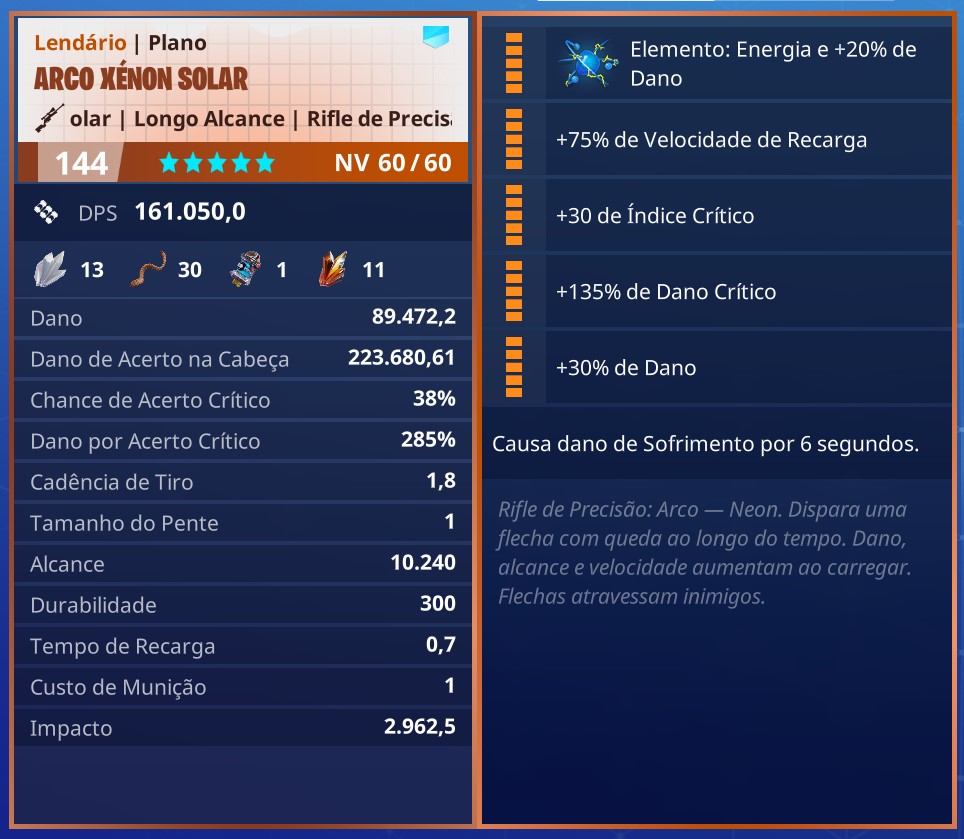 Lendário | Plano
ARCO XÉNON SOLAR
olar | Longo Alcance | Rifle de Precis
144
NV 60 / 60
DPS 161.050,0
13 30 1 11
Dano 89.472,2
Dano de Acerto na Cabeça 223.680,61
Chance de Acerto Crítico 38%
Dano por Acerto Crítico 285%
Cadência de Tiro 1,8
Tamanho do Pente 1
Alcance 10.240
Durabilidade 300
Tempo de Recarga 0,7
Custo de Munição 1
Impacto 2.962,5
Elemento: Energia e +20% de
Dano
+75% de Velocidade de Recarga
+30 de Índice Crítico
+135% de Dano Crítico
+30% de Dano
Causa dano de Sofrimento por 6 segundos.
Rifle de Precisão: Arco — Neon. Dispara uma
flecha com queda ao longo do tempo. Dano,
alcance e velocidade aumentam ao carregar.
Flechas atravessam inimigos.